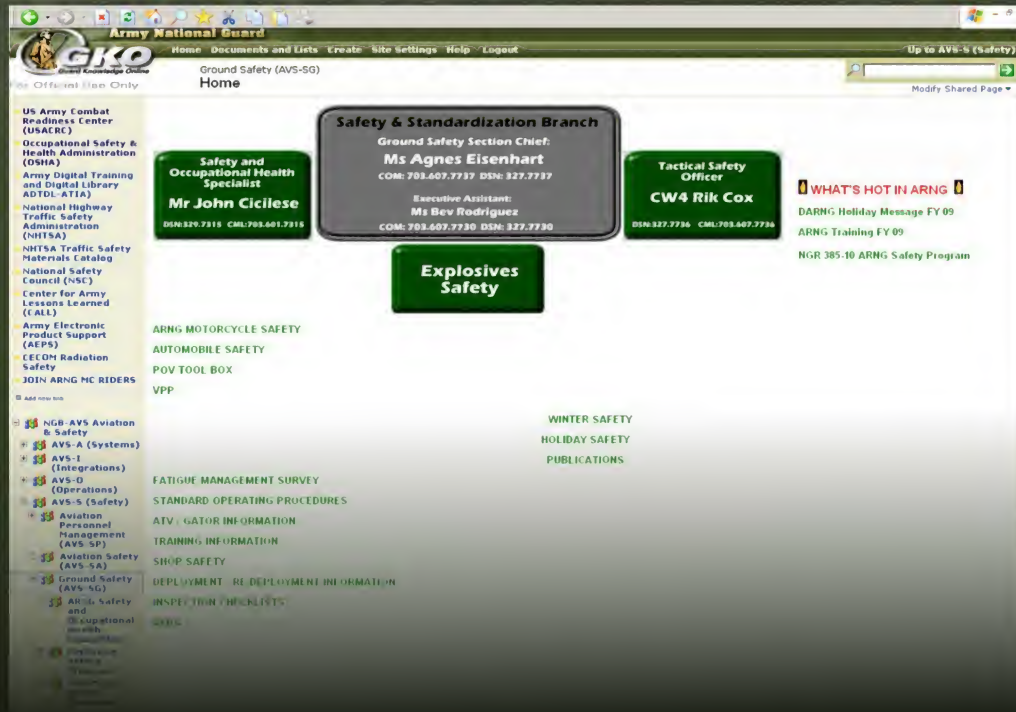 Army National Guard
GKO
Guard Knowledge Online
For Official Use Only
Home Documents and Lists Create Site Settings Help Logout
Up to AVS-S (Safety)
Ground Safety (AVS-SG)
Home
Modify Shared Page
US Army Combat
Readiness Center
(USACRC)
Occupational Safety &
Health Administration
(OSHA)
Army Digital Training
and Digital Library
ADTDL-ATIA)
National Highway
Traffic Safety
Administration
(NHTSA)
NHTSA Traffic Safety
Materials Catalog
National Safety
Council (NSC)
Center for Army
Lessons Learned
(CALL)
Army Electronic
Product Support
(AEPS)
CECOM Radiation
Safety
JOIN ARNG MC RIDERS
Add new link
NGB-AVS Aviation
& Safety
AVS-A (Systems)
AVS-I
(Integrations)
AVS-O
(Operations)
AVS-S (Safety)
Aviation
Personnel
Management
(AVS-SP)
Aviation Safety
(AVS-SA)
Ground Safety
(AVS-SG)
ARNG Safety
and
Occupational
Health
Safety and
Occupational Health
Specialist
Mr John Cicilese
DSN:329.7315 CML:703.601.7315
Safety & Standardization Branch
Ground Safety Section Chief:
Ms Agnes Eisenhart
COM: 703.607.7737 DSN: 327.7737
Executive Assistant:
Ms Bev Rodriguez
COM: 703.607.7730 DSN: 327.7730
Tactical Safety
Officer
CW4 Rik Cox
DSN:327.7736 CML:703.607.7736
Explosives
Safety
WHAT'S HOT IN ARNG
DARNG Holiday Message FY 09
ARNG Training FY 09
NGR 385-10 ARNG Safety Program
ARNG MOTORCYCLE SAFETY
AUTOMOBILE SAFETY
POV TOOL BOX
VPP
WINTER SAFETY
HOLIDAY SAFETY
PUBLICATIONS
FATIGUE MANAGEMENT SURVEY
STANDARD OPERATING PROCEDURES
ATV / GATOR INFORMATION
TRAINING INFORMATION
SHOP SAFETY
DEPLOYMENT / RE-DEPLOYMENT INFORMATION
INSPECTION CHECKLISTS